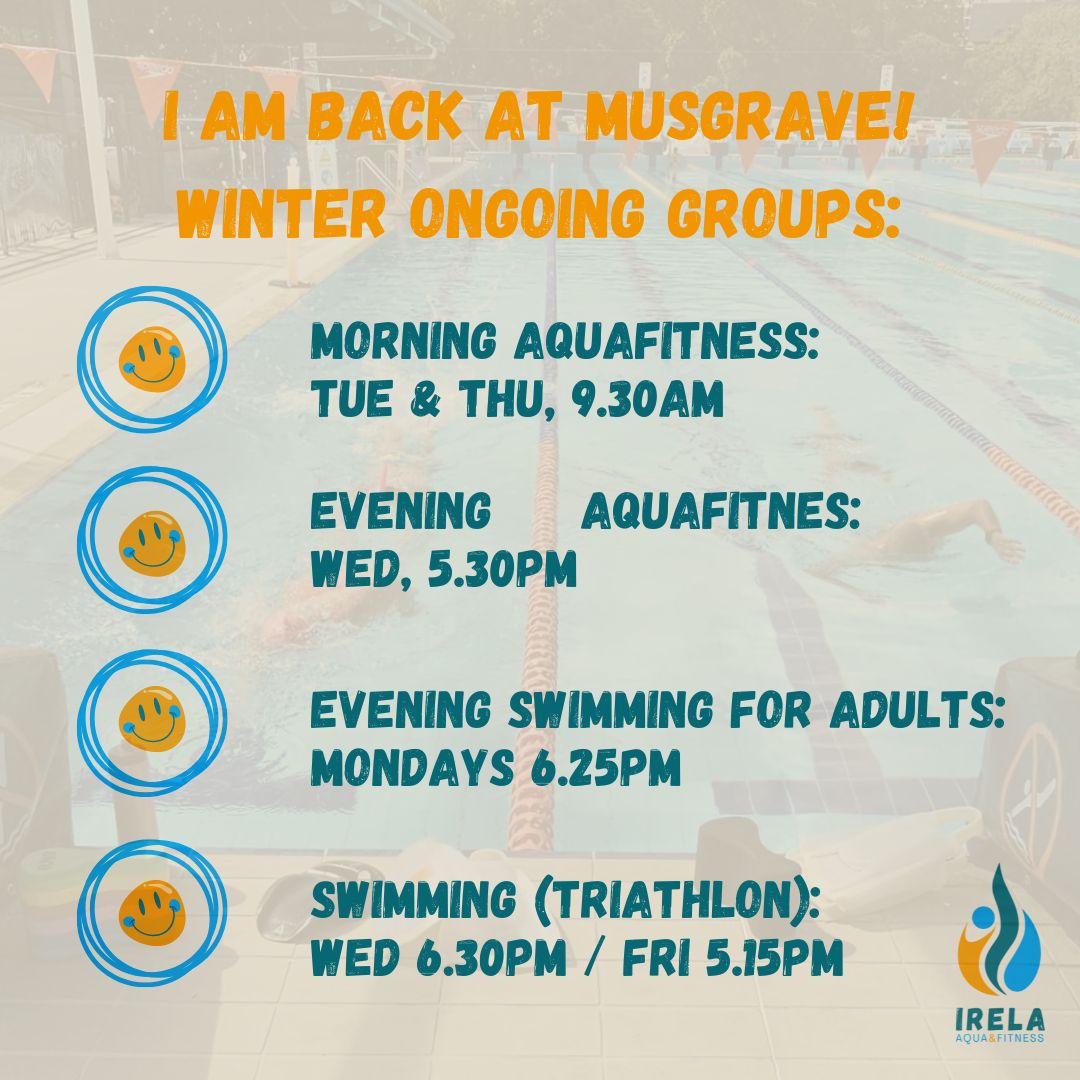 I AM BACK AT MUSGRAVE!
WINTER ONGOING GROUPS:
MORNING AQUAFITNESS:
TUE & THU, 9.30AM
EVENING AQUAFITNES:
WED, 5.30PM
EVENING SWIMMING FOR ADULTS:
MONDAYS 6.25PM
SWIMMING (TRIATHLON):
WED 6.30PM / FRI 5.15PM
IRELA
AQUA&FITNESS